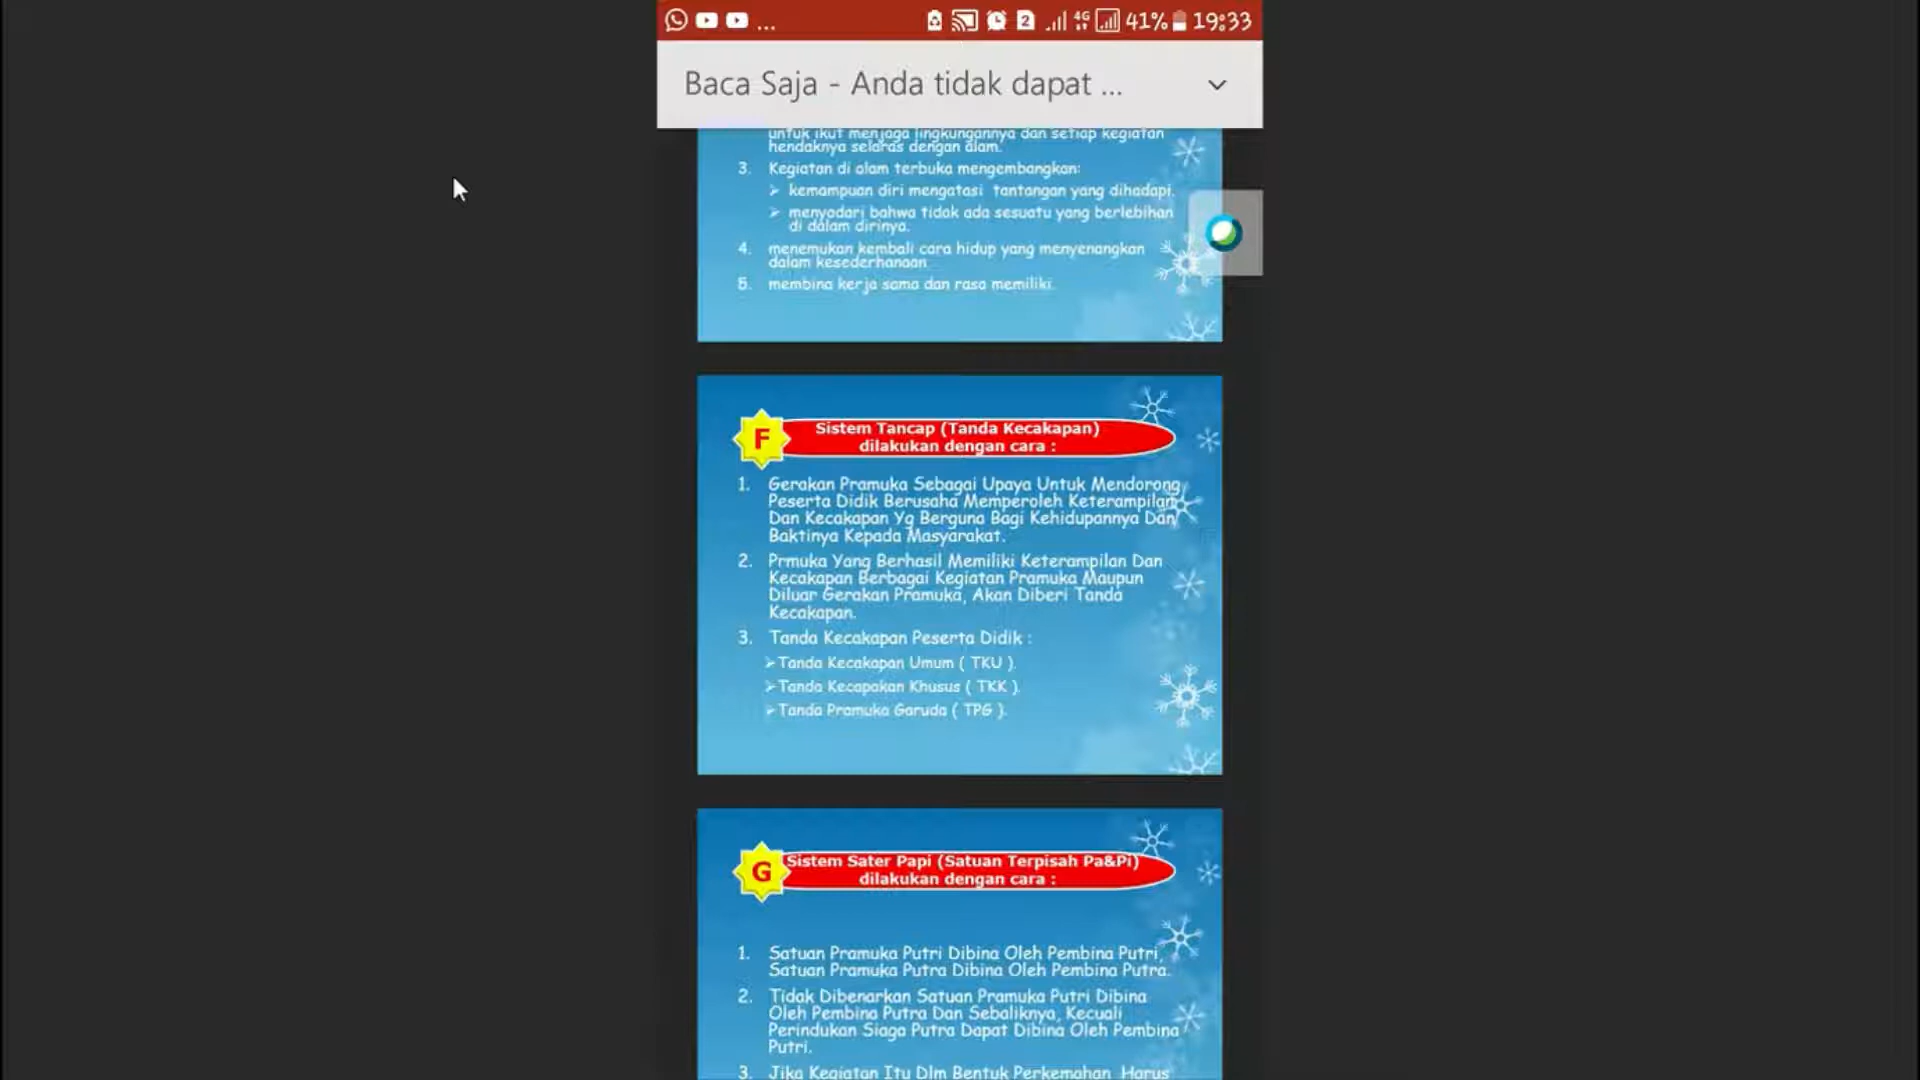 ... 2 4G 41% 19:33
Baca Saja - Anda tidak dapat ...
untuk ikut menjaga lingkungannya dan setiap kegiatan
hendaknya selaras dengan alam.
3. Kegiatan di alam terbuka mengembangkan:
➢ kemampuan diri mengatasi tantangan yang dihadapi.
➢ menyadari bahwa tidak ada sesuatu yang berlebihan
di dalam dirinya.
4. menemukan kembali cara hidup yang menyenangkan
dalam kesederhanaan.
5. membina kerja sama dan rasa memiliki.
F
Sistem Tancap (Tanda Kecakapan)
dilakukan dengan cara :
1. Gerakan Pramuka Sebagai Upaya Untuk Mendorong
Peserta Didik Berusaha Memperoleh Keterampilan
Dan Kecakapan Yg Berguna Bagi Kehidupannya Dan
Baktinya Kepada Masyarakat.
2. Prmuka Yang Berhasil Memiliki Keterampilan Dan
Kecakapan Berbagai Kegiatan Pramuka Maupun
Diluar Gerakan Pramuka, Akan Diberi Tanda
Kecakapan.
3. Tanda Kecakapan Peserta Didik :
➢Tanda Kecakapan Umum ( TKU ).
➢Tanda Kecapakan Khusus ( TKK ).
➢Tanda Pramuka Garuda ( TPG ).
G
Sistem Sater Papi (Satuan Terpisah Pa&Pi)
dilakukan dengan cara :
1. Satuan Pramuka Putri Dibina Oleh Pembina Putri,
Satuan Pramuka Putra Dibina Oleh Pembina Putra.
2. Tidak Dibenarkan Satuan Pramuka Putri Dibina
Oleh Pembina Putra Dan Sebaliknya, Kecuali
Perindukan Siaga Putra Dapat Dibina Oleh Pembina
Putri.
3. Jika Kegiatan Itu Dlm Bentuk Perkemahan Harus